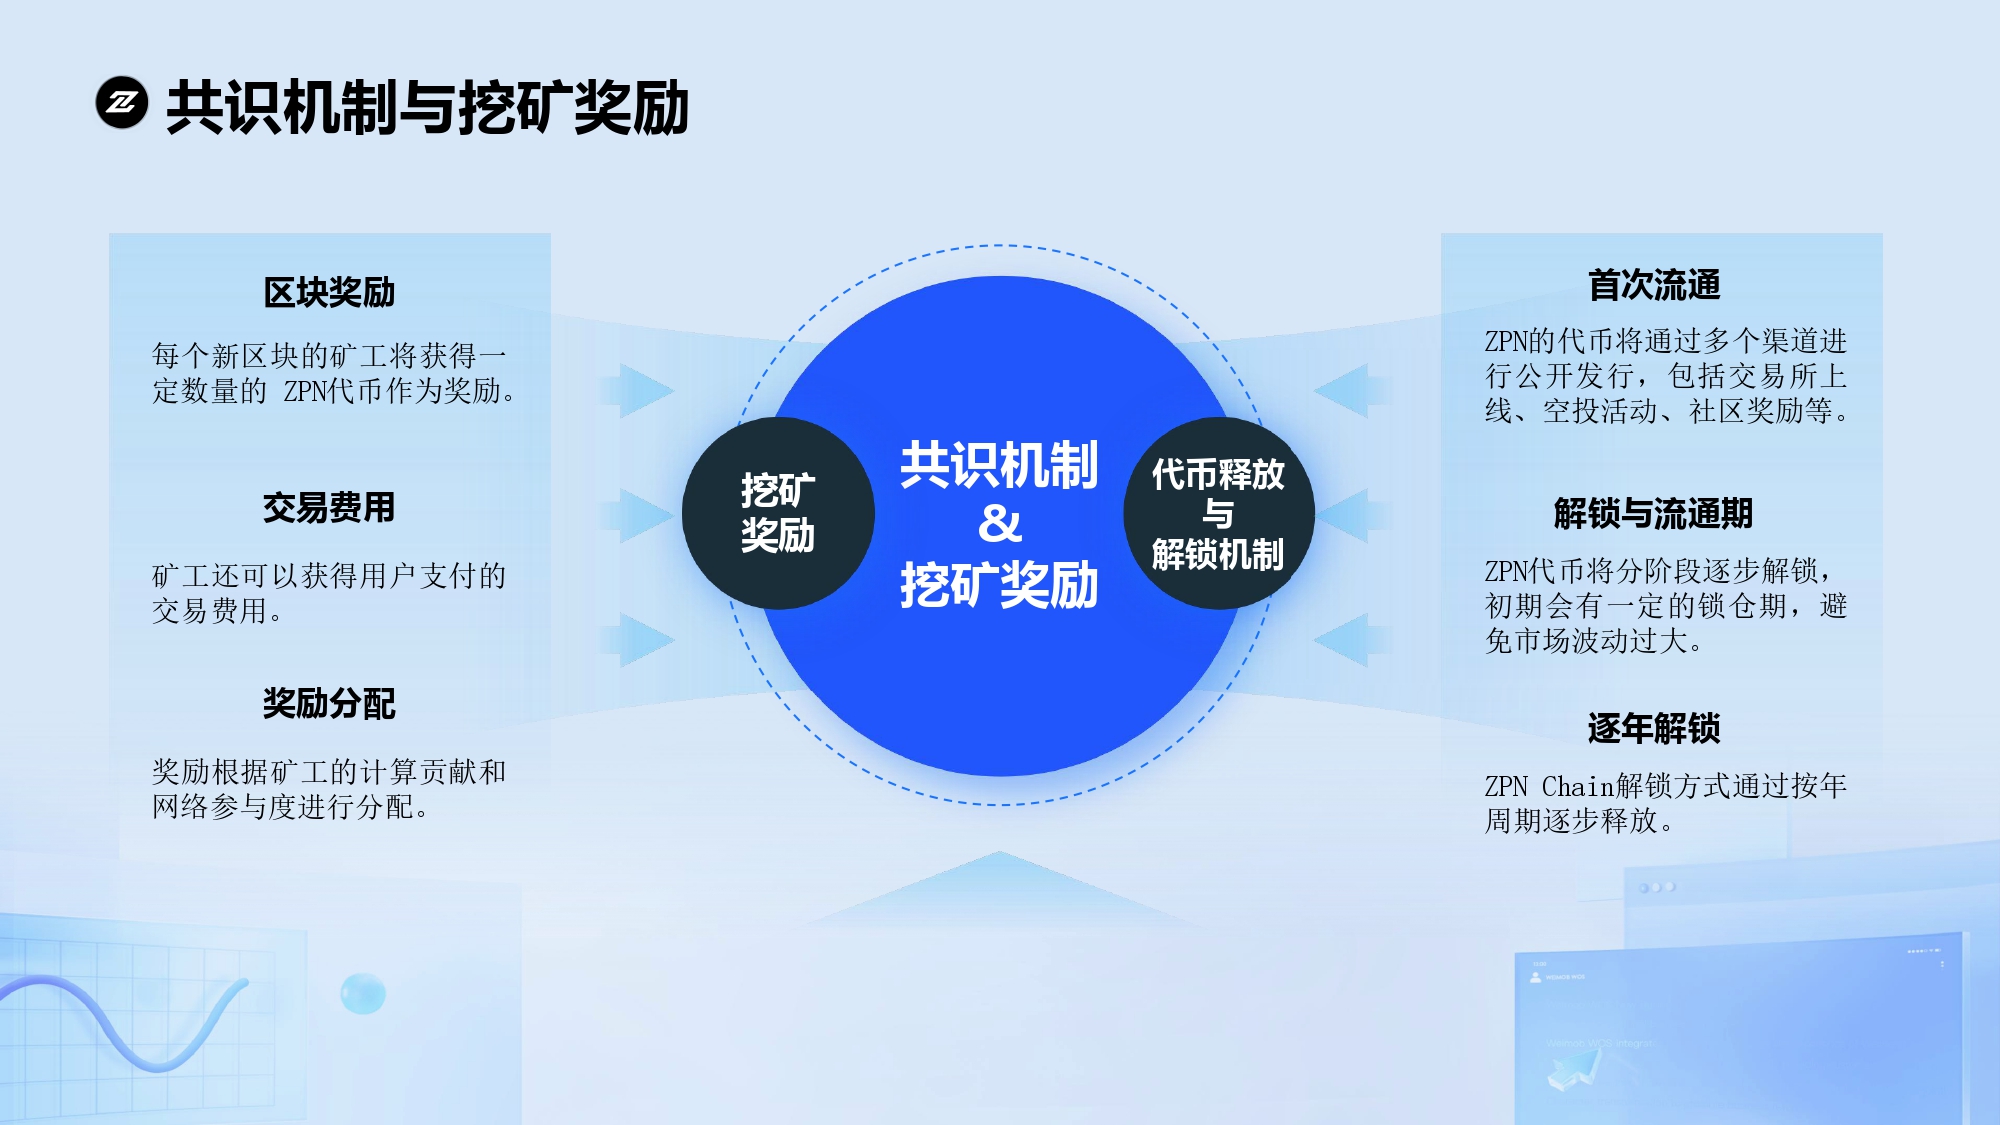 共识机制与挖矿奖励
区块奖励
每个新区块的矿工将获得一
定数量的 ZPN代币作为奖励。
交易费用
矿工还可以获得用户支付的
交易费用。
奖励分配
奖励根据矿工的计算贡献和
网络参与度进行分配。
挖矿
奖励
共识机制
&
挖矿奖励
代币释放
与
解锁机制
首次流通
ZPN的代币将通过多个渠道进
行公开发行，包括交易所上
线、空投活动、社区奖励等。
解锁与流通期
ZPN代币将分阶段逐步解锁，
初期会有一定的锁仓期，避
免市场波动过大。
逐年解锁
ZPN Chain解锁方式通过按年
周期逐步释放。